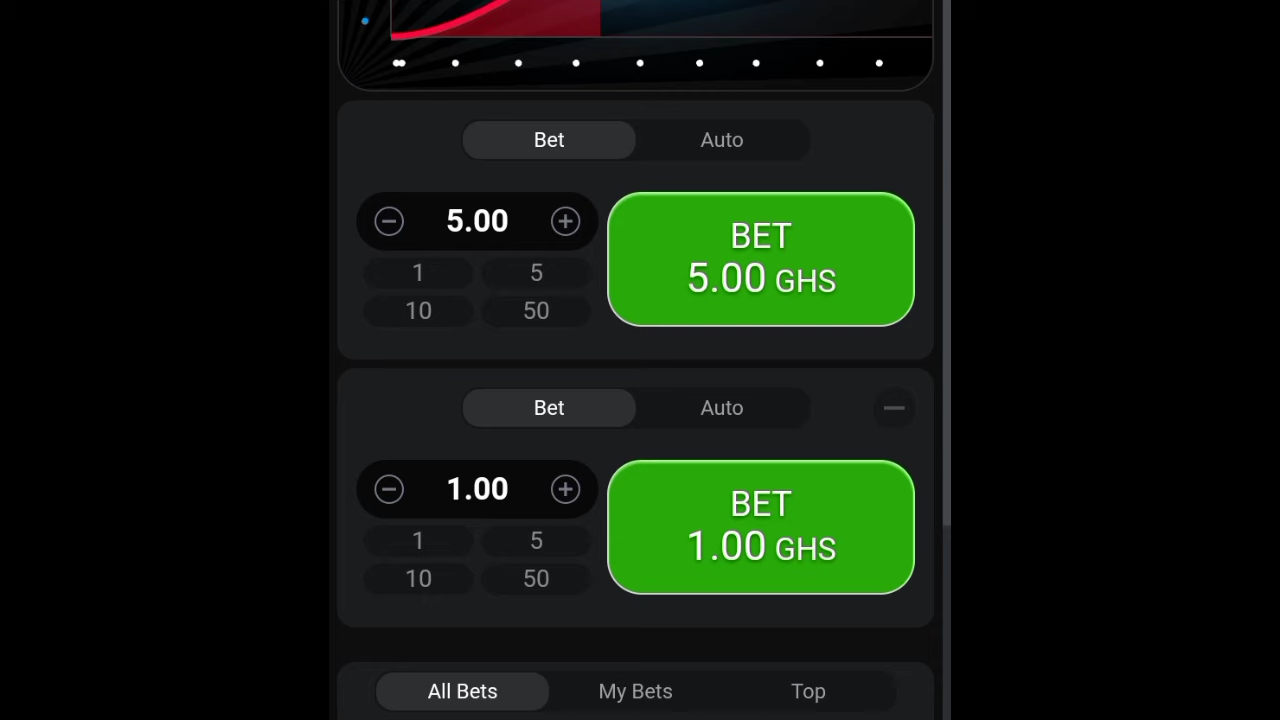 Bet Auto
5.00
BET
5.00 GHS
1 5
10 50
Bet Auto
1.00
BET
1.00 GHS
1 5
10 50
All Bets My Bets Top